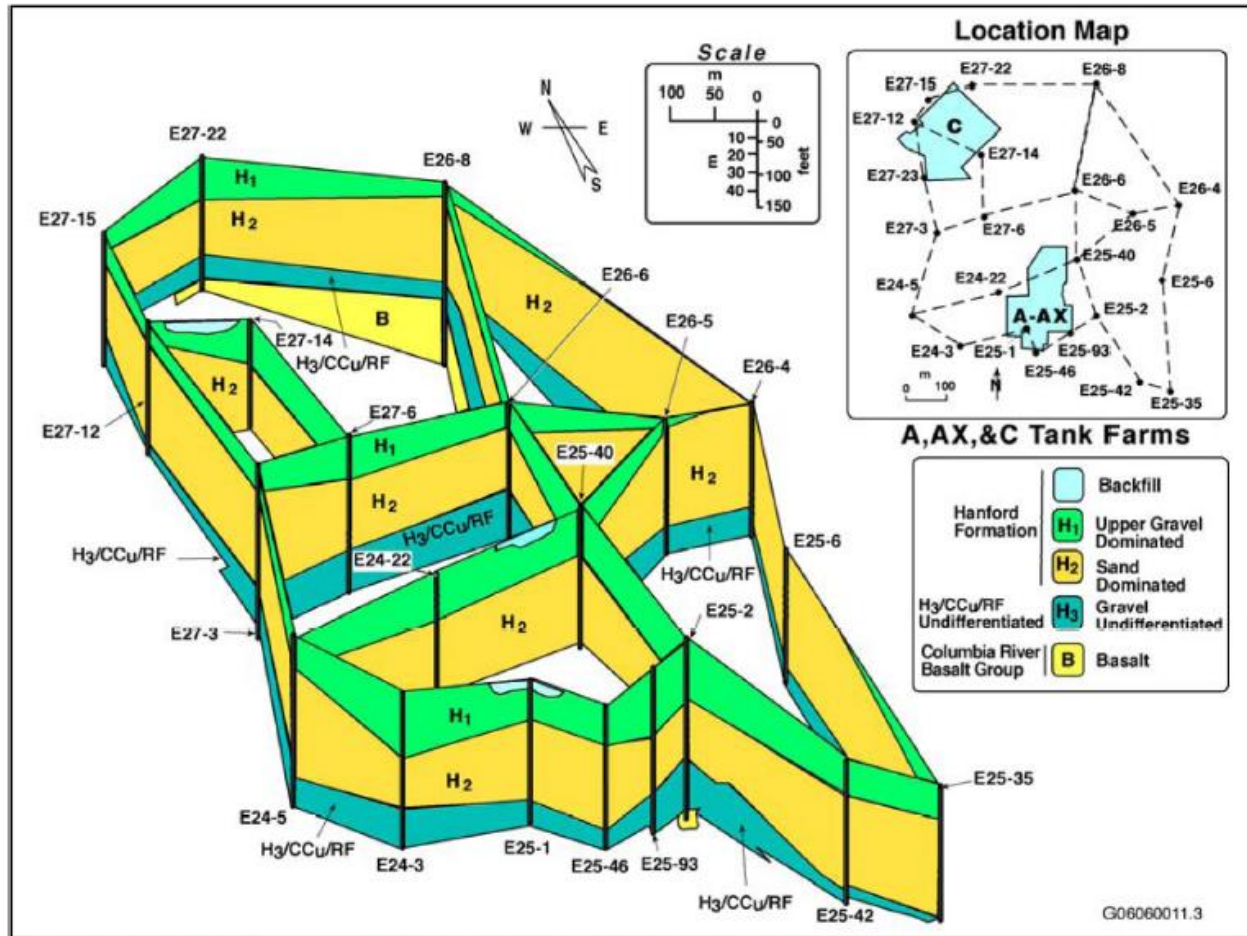 Scale
m
100 50 0
0
10
20
30
40
m
50
100
150
feet
N
W E
S
Location Map
E27-22
E26-8
E27-15
E27-12
C
E27-14
E27-23
E26-6
E26-4
E27-3
E27-6
E26-5
E25-40
E24-5
E24-22
E25-6
A-AX
E25-2
E24-3
E25-1
E25-93
E25-46
E25-42
E25-35
m
0 100
N
A,AX,&C Tank Farms
Hanford
Formation
Backfill
H1 Upper Gravel
Dominated
H2 Sand
Dominated
H3/CCu/RF
Undifferentiated
H3 Gravel
Undifferentiated
Columbia River
Basalt Group
B Basalt
E27-22
E26-8
H1
E27-15
H2
E26-6
H2
B
E26-5
E27-14
H3/CCu/RF
E26-4
H2
E27-12
E27-6
H1
E25-40
H2
H2
H3/CCu/RF
H3/CCu/RF
E24-22
H3/CCu/RF
E25-6
E27-3
H2
E25-2
H1
H2
E25-35
E24-5
H3/CCu/RF
E24-3
E25-1
E25-46
E25-93
H3/CCu/RF
H3/CCu/RF
E25-42
G06060011.3